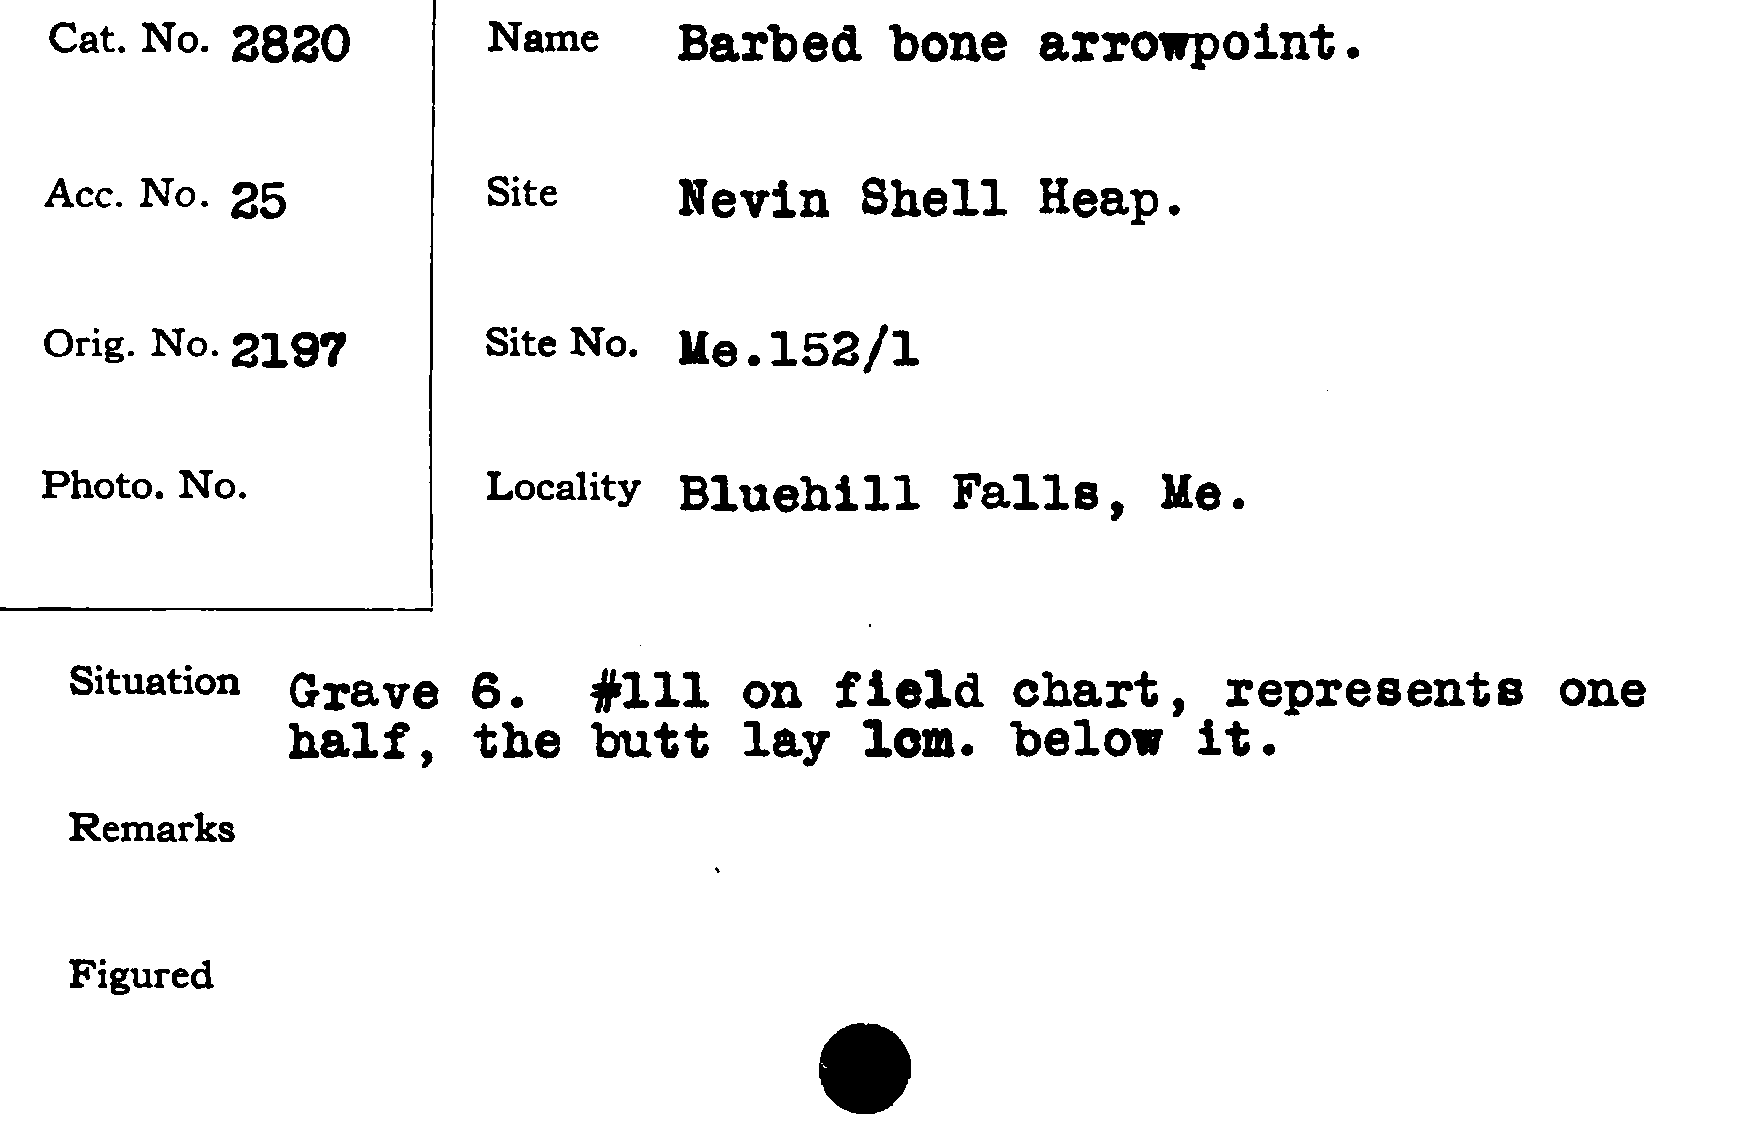 Cat. No. 2820
Name Barbed bone arrowpoint.
Acc. No. 25
Site Nevin Shell Heap.
Orig. No. 2197
Site No. Me.152/1
Photo. No.
Locality Bluehill Falls, Me.
Situation Grave 6. #111 on field chart, represents one
half, the butt lay 1cm. below it.
Remarks
Figured